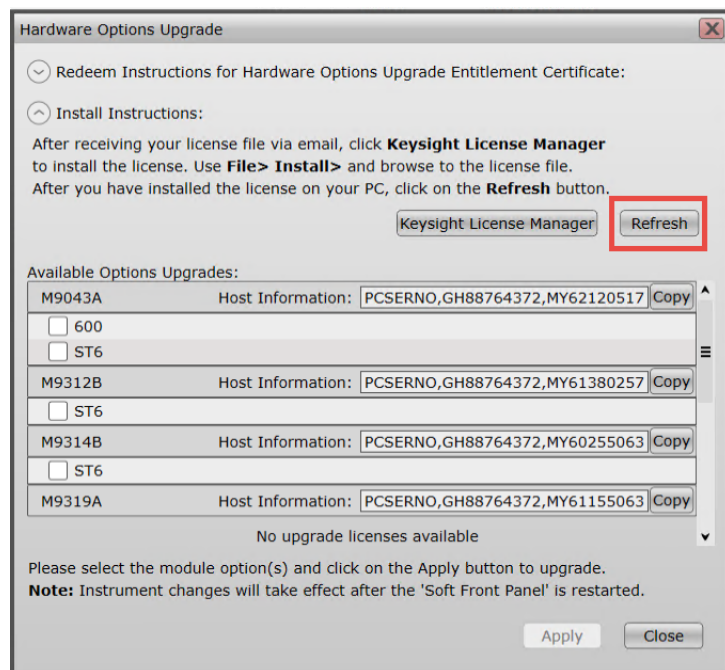 Hardware Options Upgrade
Redeem Instructions for Hardware Options Upgrade Entitlement Certificate:
Install Instructions:
After receiving your license file via email, click Keysight License Manager
to install the license. Use File> Install> and browse to the license file.
After you have installed the license on your PC, click on the Refresh button.
Keysight License Manager Refresh
Available Options Upgrades:
M9043A Host Information: PCSERNO,GH88764372,MY62120517 Copy
600
ST6
M9312B Host Information: PCSERNO,GH88764372,MY61380257 Copy
ST6
M9314B Host Information: PCSERNO,GH88764372,MY60255063 Copy
ST6
M9319A Host Information: PCSERNO,GH88764372,MY61155063 Copy
No upgrade licenses available
Please select the module option(s) and click on the Apply button to upgrade.
Note: Instrument changes will take effect after the 'Soft Front Panel' is restarted.
Apply Close